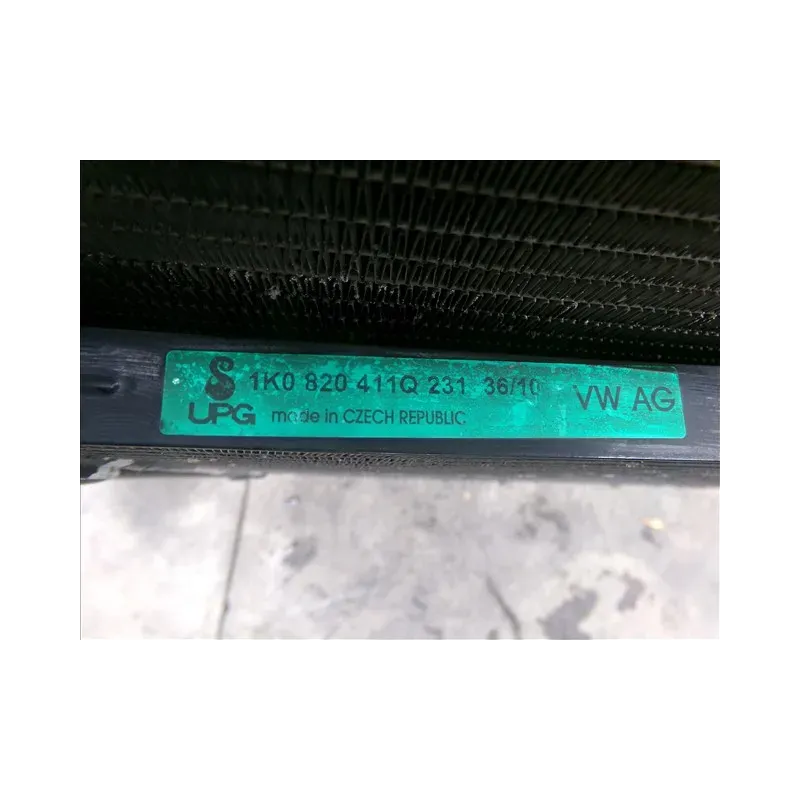 1K0 820 411Q 231 36/10 VW AG
UPG made in CZECH REPUBLIC